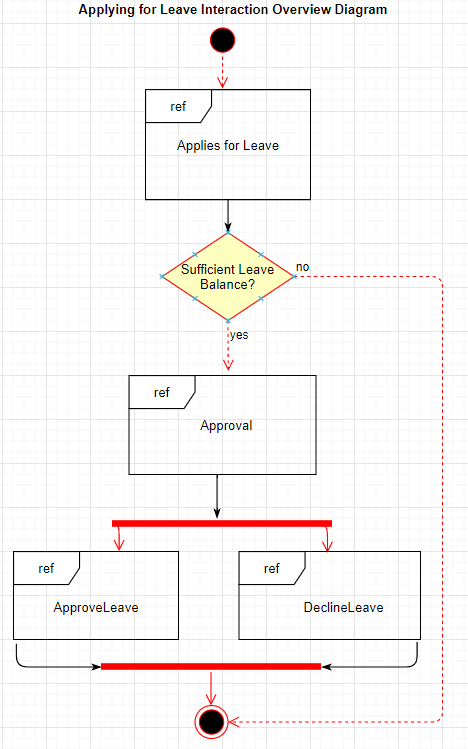 Applying for Leave Interaction Overview Diagram
ref
Applies for Leave
Sufficient Leave
Balance?
no
yes
ref
Approval
ref
ApproveLeave
ref
DeclineLeave